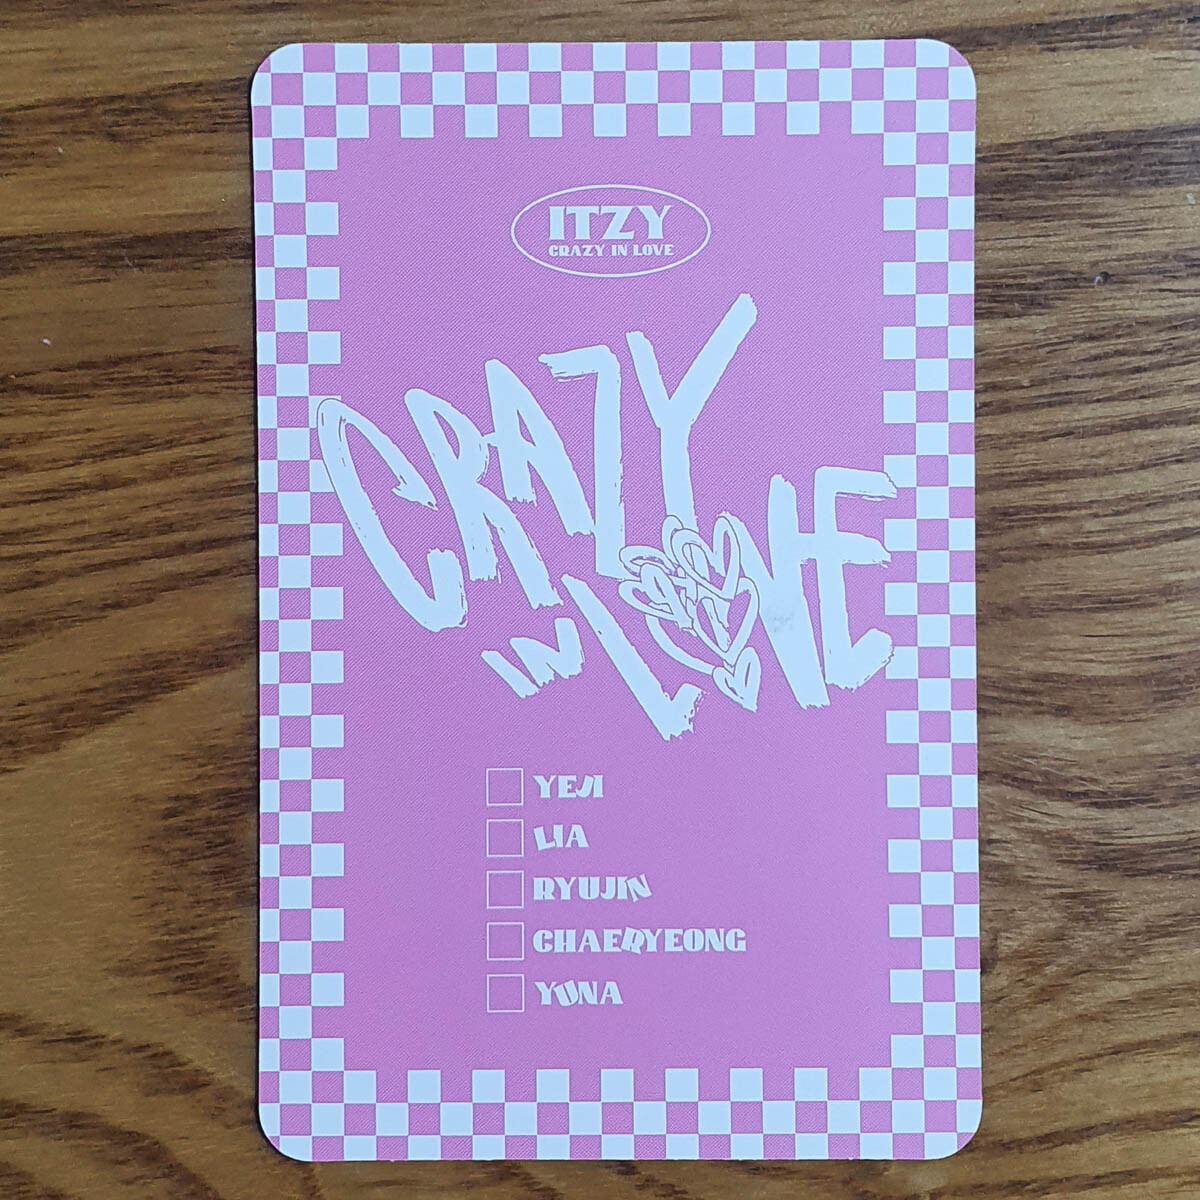 ITZY
CRAZY IN LOVE
CRAZY
IN LOVE
YEJI
LIA
RYUJIN
CHAERYEONG
YUNA